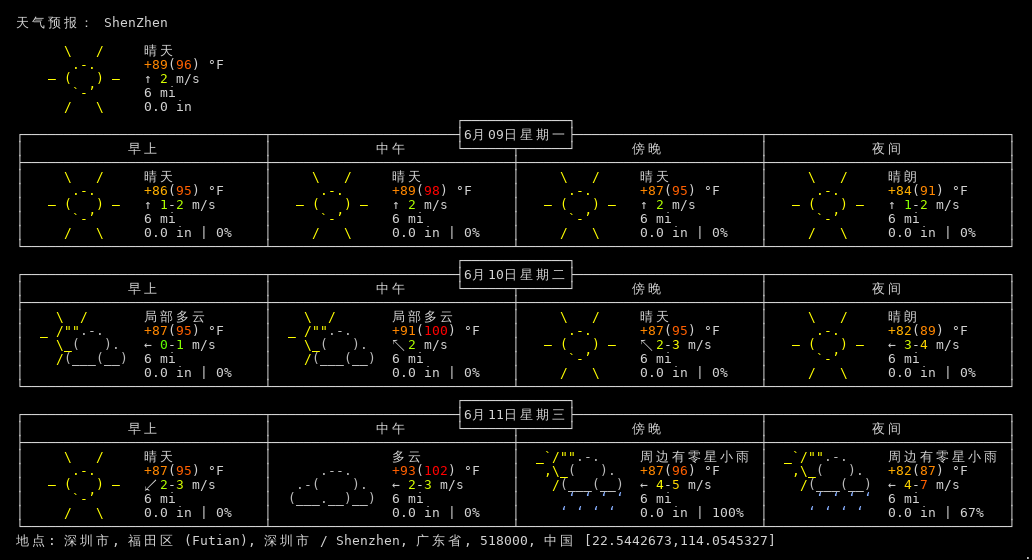 天气预报： ShenZhen
晴天
+89(96) °F
↑ 2 m/s
6 mi
0.0 in
6月09日星期一
早上 中午 傍晚 夜间
晴天 晴天 晴天 晴朗
+86(95) °F +89(98) °F +87(95) °F +84(91) °F
↑ 1-2 m/s ↑ 2 m/s ↑ 2 m/s ↑ 1-2 m/s
6 mi 6 mi 6 mi 6 mi
0.0 in | 0% 0.0 in | 0% 0.0 in | 0% 0.0 in | 0%
6月10日星期二
早上 中午 傍晚 夜间
局部多云 局部多云 晴天 晴朗
+87(95) °F +91(100) °F +87(95) °F +82(89) °F
← 0-1 m/s ↖ 2 m/s ↖ 2-3 m/s ← 3-4 m/s
6 mi 6 mi 6 mi 6 mi
0.0 in | 0% 0.0 in | 0% 0.0 in | 0% 0.0 in | 0%
6月11日星期三
早上 中午 傍晚 夜间
晴天 多云 周边有零星小雨 周边有零星小雨
+87(95) °F +93(102) °F +87(96) °F +82(87) °F
↙ 2-3 m/s ← 2-3 m/s ← 4-5 m/s ← 4-7 m/s
6 mi 6 mi 6 mi 6 mi
0.0 in | 0% 0.0 in | 0% 0.0 in | 100% 0.0 in | 67%
地点: 深圳市, 福田区 (Futian), 深圳市 / Shenzhen, 广东省, 518000, 中国 [22.5442673,114.0545327]